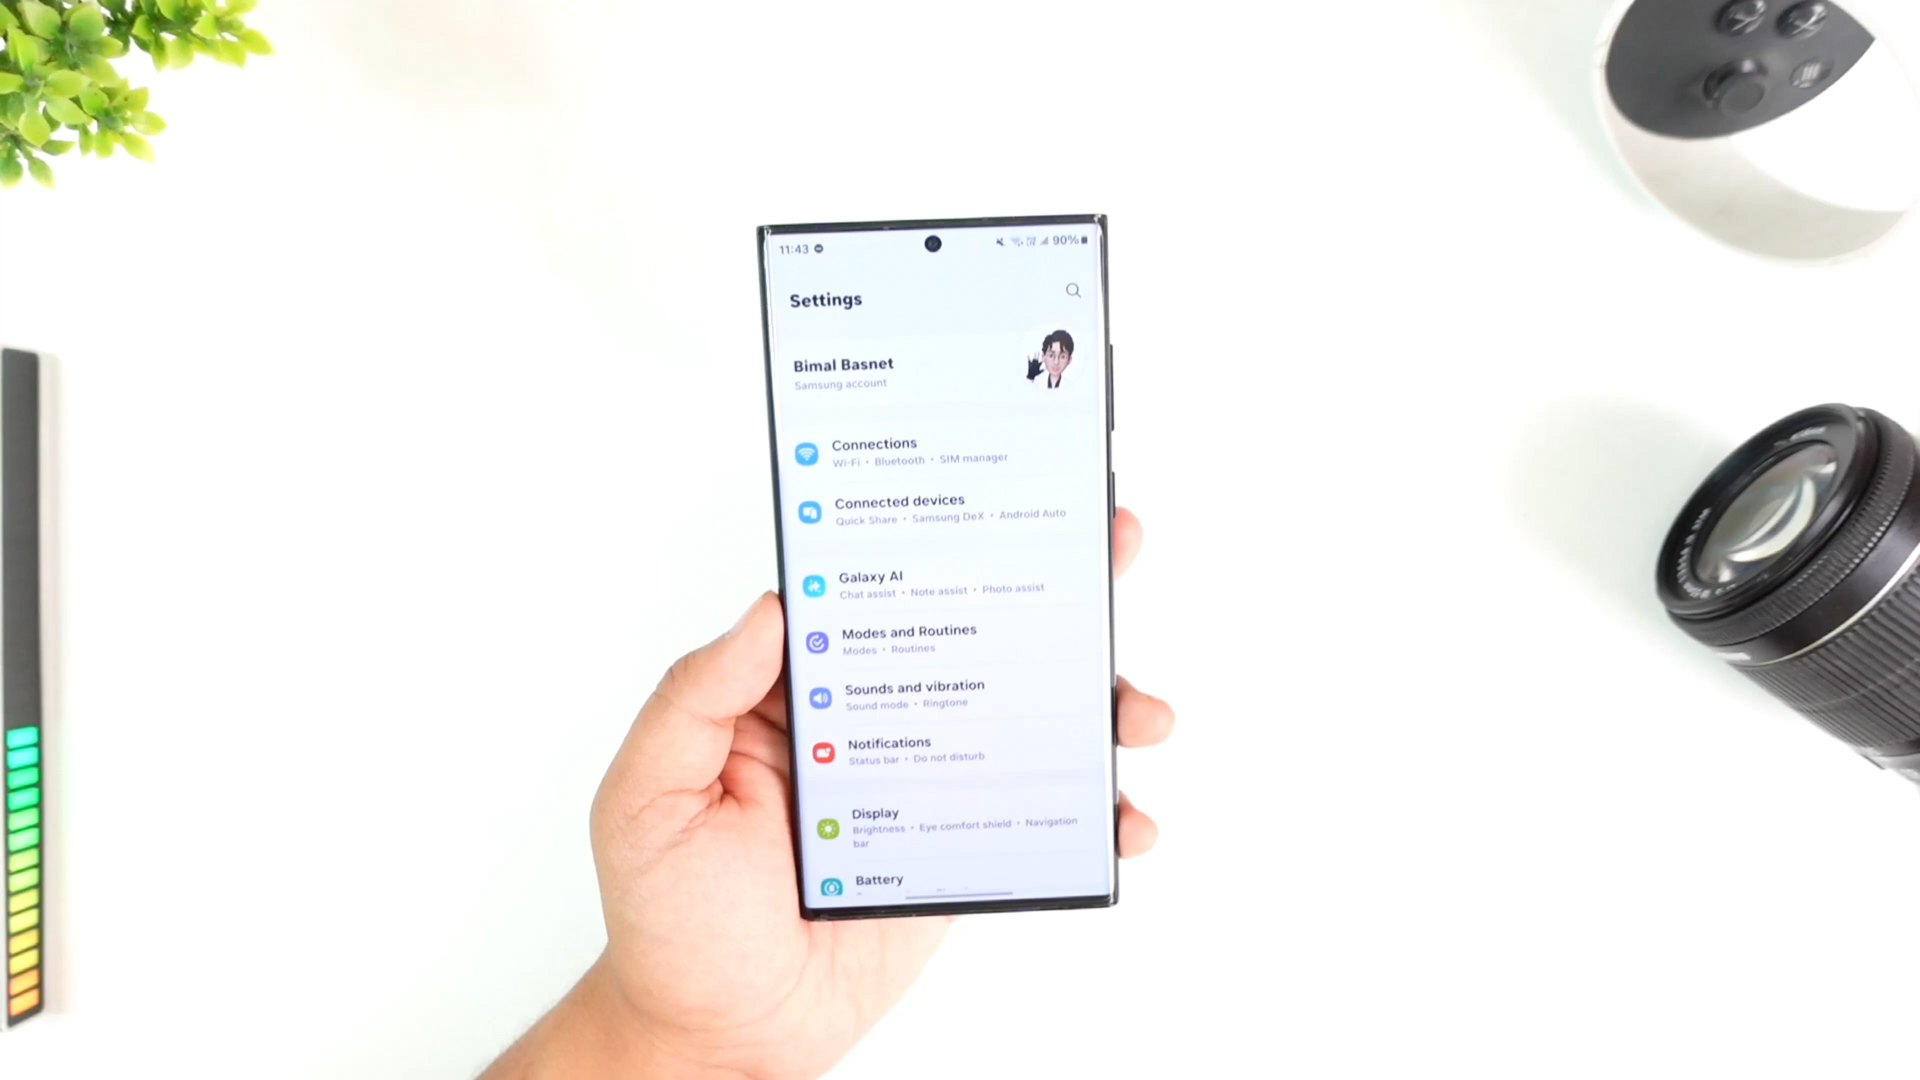 11:43 90%
Settings
Bimal Basnet
Samsung account
Connections
Wi-Fi • Bluetooth • SIM manager
Connected devices
Quick Share • Samsung DeX • Android Auto
Galaxy AI
Chat assist • Note assist • Photo assist
Modes and Routines
Modes • Routines
Sounds and vibration
Sound mode • Ringtone
Notifications
Status bar • Do not disturb
Display
Brightness • Eye comfort shield • Navigation
bar
Battery